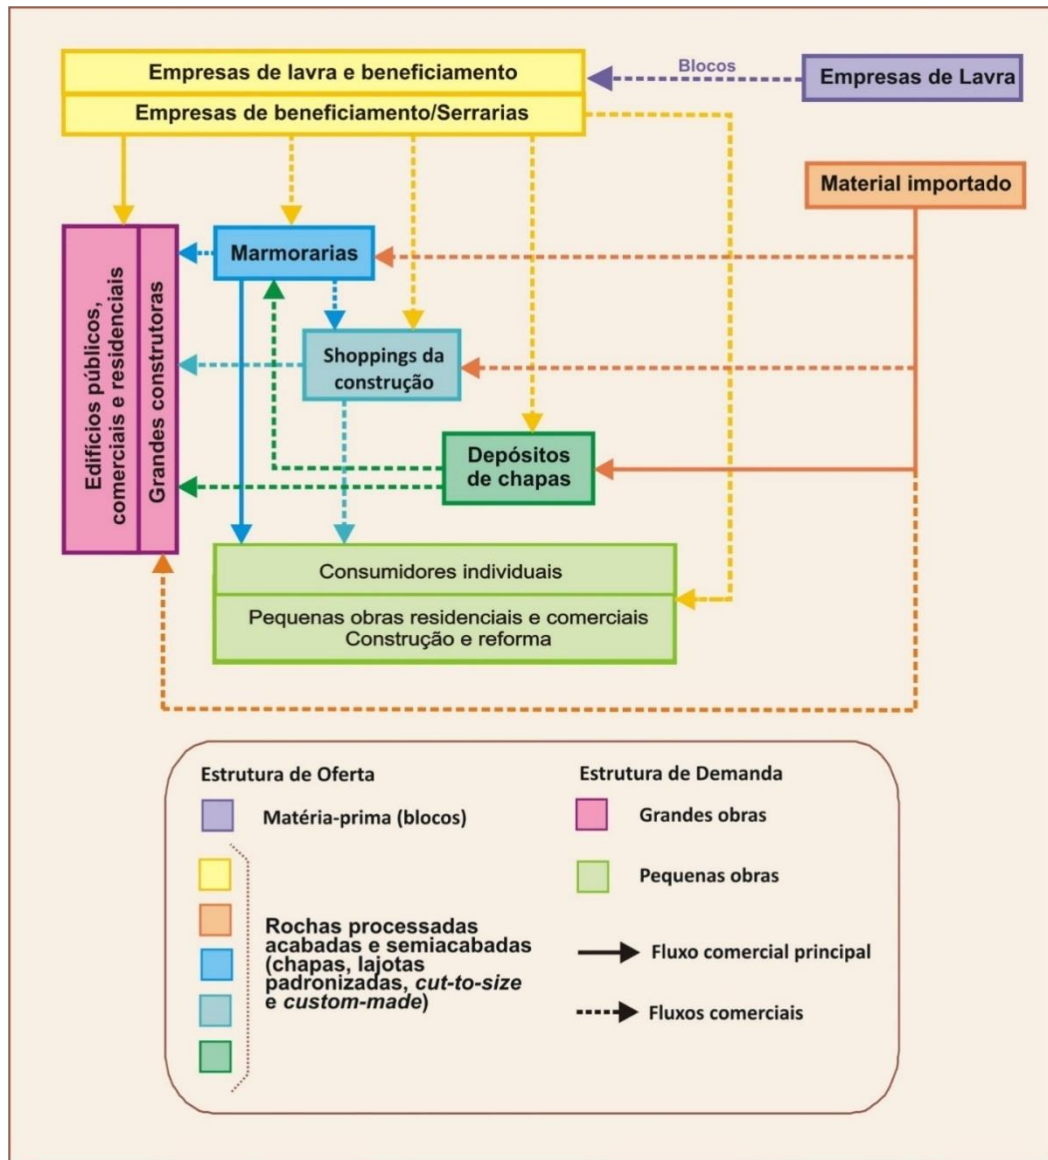 Empresas de lavra e beneficiamento
Blocos
Empresas de Lavra
Empresas de beneficiamento/Serrarias
Material importado
Edifícios públicos,
comerciais e residenciais
Grandes construtoras
Marmorarias
Shoppings da
construção
Depósitos
de chapas
Consumidores individuais
Pequenas obras residenciais e comerciais
Construção e reforma
Estrutura de Oferta
Matéria-prima (blocos)
Rochas processadas
acabadas e semiacabadas
(chapas, lajotas
padronizadas, cut-to-size
e custom-made)
Estrutura de Demanda
Grandes obras
Pequenas obras
Fluxo comercial principal
Fluxos comerciais